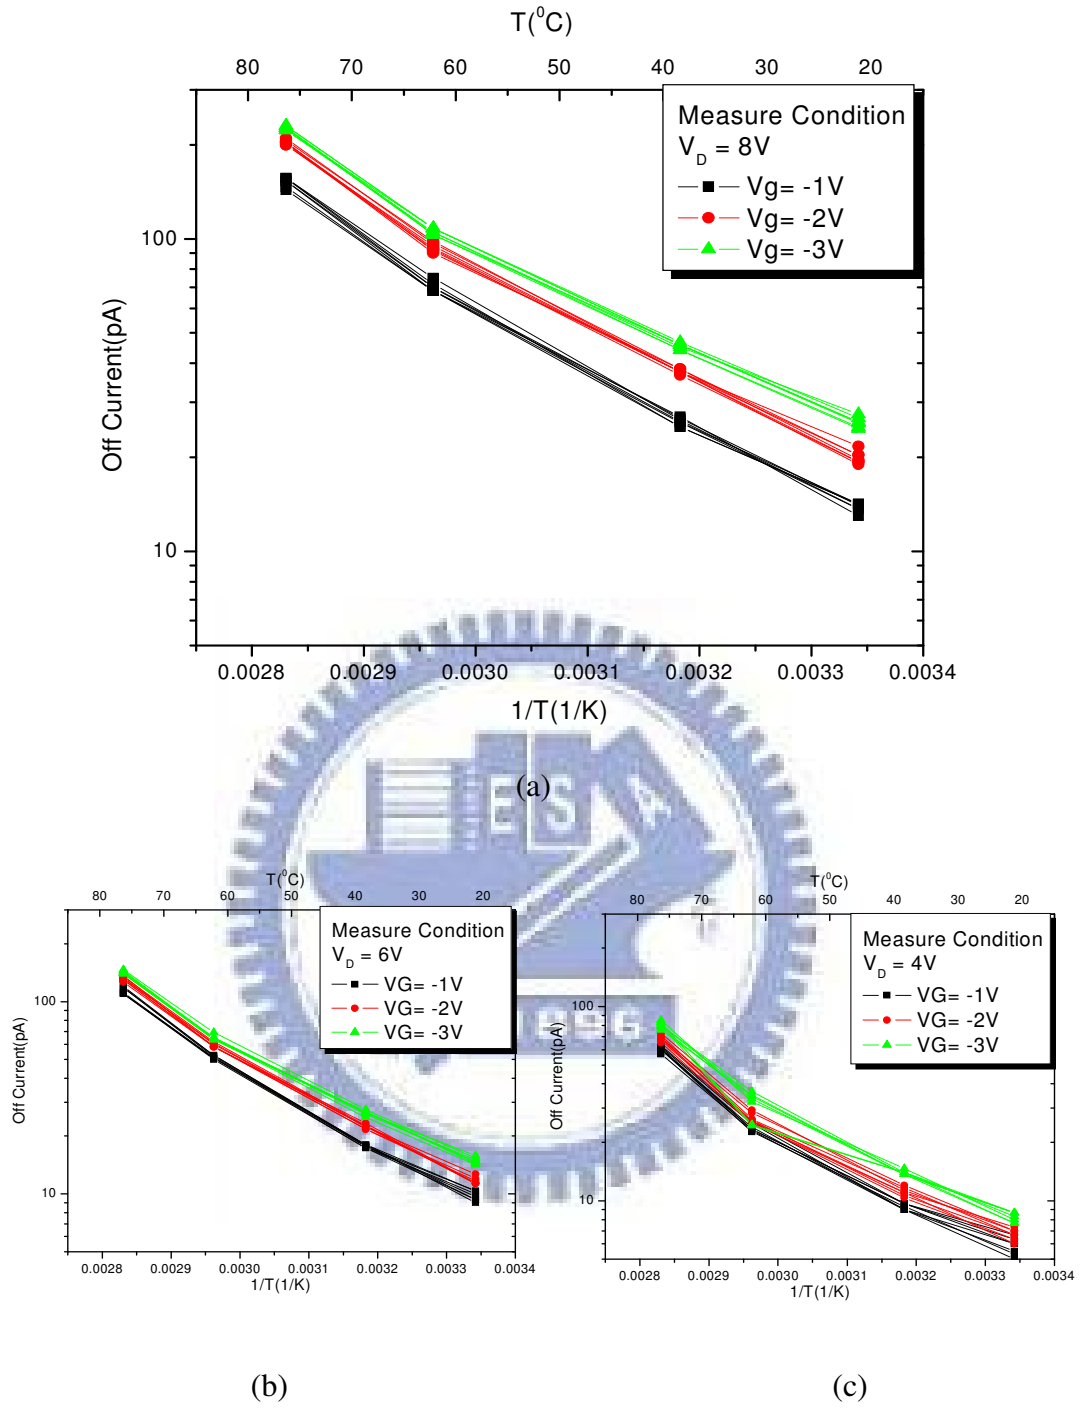 T(⁰C)
80 70 60 50 40 30 20
Measure Condition
V_D = 8V
Vg= -1V
Vg= -2V
Vg= -3V
100
10
Off Current(pA)
0.0028 0.0029 0.0030 0.0031 0.0032 0.0033 0.0034
1/T(1/K)
(a)
E S A
1896
T(⁰C)
80 70 60 50 40 30 20
Measure Condition
V_D = 6V
VG= -1V
VG= -2V
VG= -3V
100
10
Off Current(pA)
0.0028 0.0029 0.0030 0.0031 0.0032 0.0033 0.0034
1/T(1/K)
(b)
T(⁰C)
80 70 60 50 40 30 20
Measure Condition
V_D = 4V
VG= -1V
VG= -2V
VG= -3V
100
10
Off Current(pA)
0.0028 0.0029 0.0030 0.0031 0.0032 0.0033 0.0034
1/T(1/K)
(c)